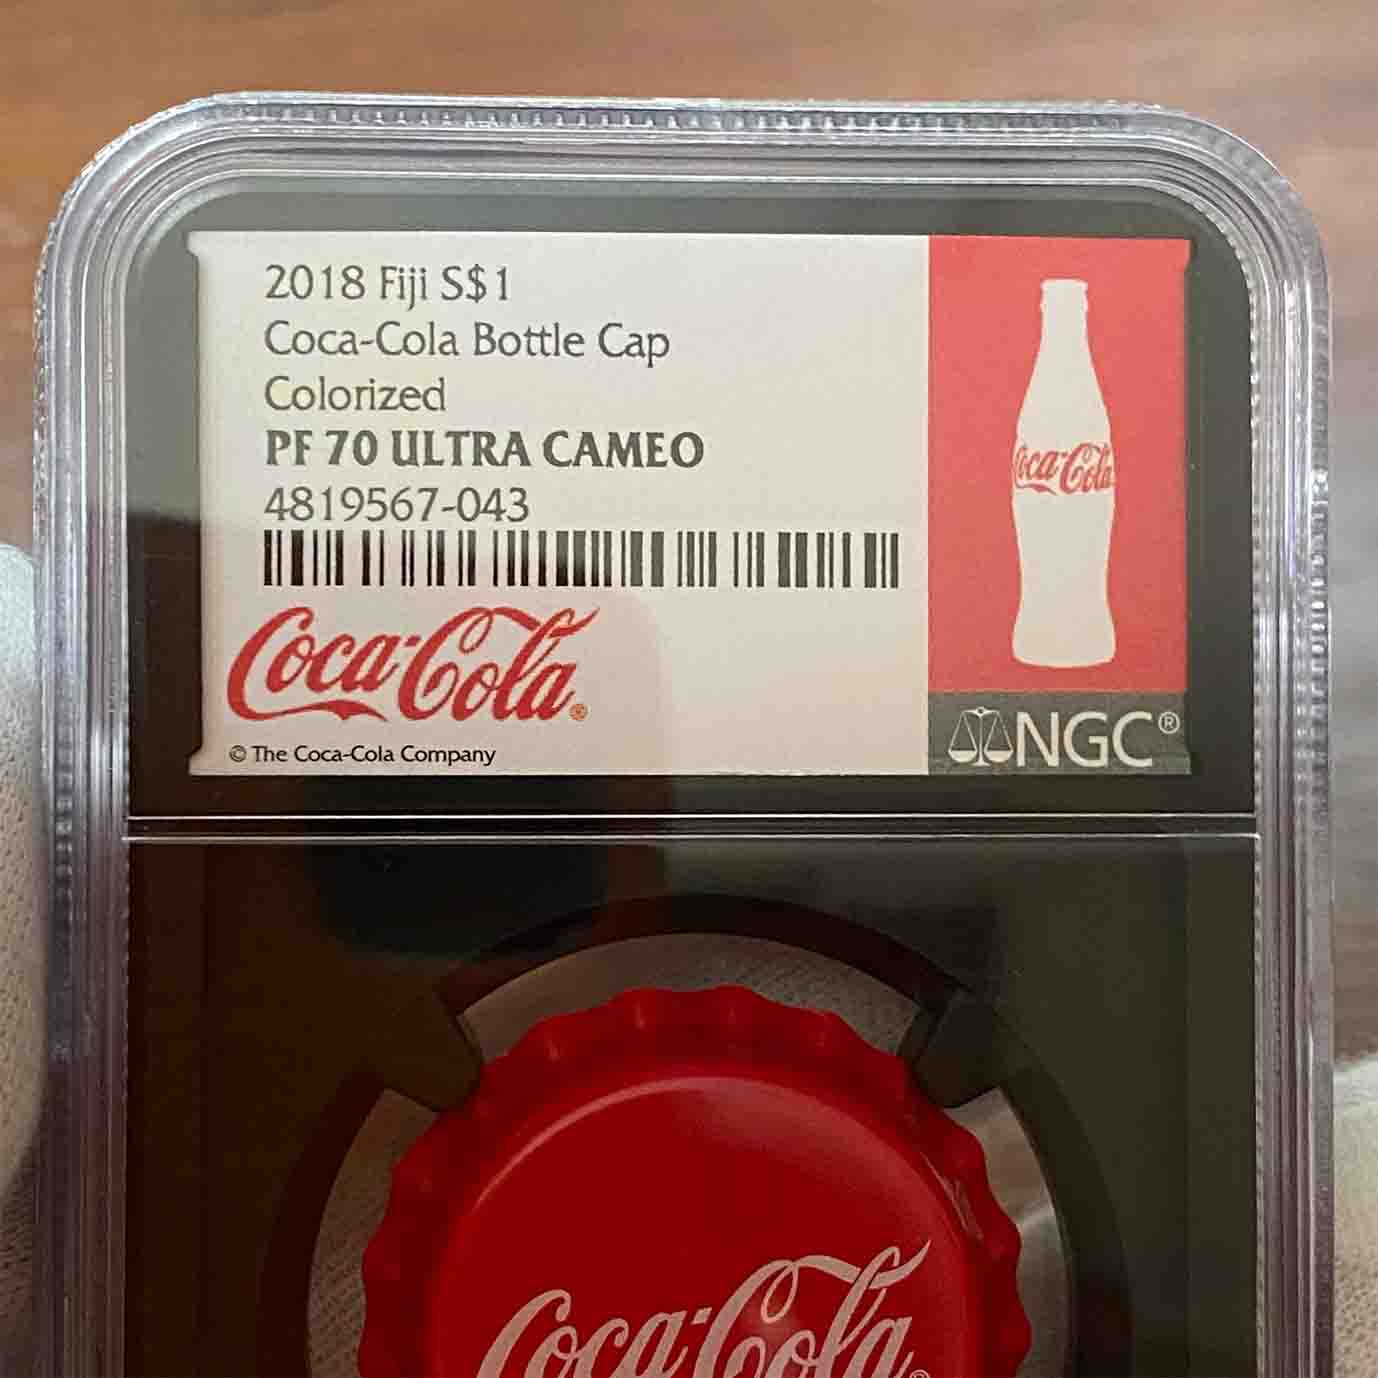 2018 Fiji S$1
Coca-Cola Bottle Cap
Colorized
PF 70 ULTRA CAMEO
4819567-043
Coca-Cola®
© The Coca-Cola Company
Coca-Cola
NGC®
Coca-Cola®